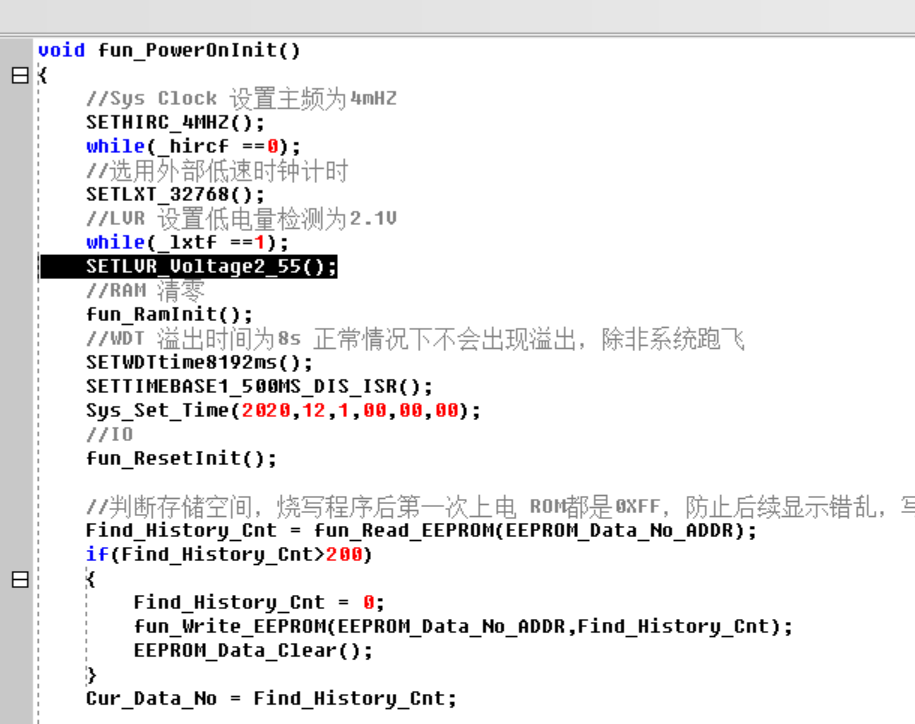 void fun_PowerOnInit()
{
//Sys Clock 设置主频为4mHZ
SETHIRC_4MHZ();
while(_hircf ==0);
//选用外部低速时钟计时
SETLXT_32768();
//LVR 设置低电量检测为2.1V
while(_lxtf ==1);
SETLVR_Voltage2_55();
//RAM 清零
fun_RamInit();
//WDT 溢出时间为8s 正常情况下不会出现溢出，除非系统跑飞
SETWDTtime8192ms();
SETTIMEBASE1_500MS_DIS_ISR();
Sys_Set_Time(2020,12,1,00,00,00);
//IO
fun_ResetInit();
//判断存储空间，烧写程序后第一次上电 ROM都是0XFF，防止后续显示错乱，写
Find_History_Cnt = fun_Read_EEPROM(EEPROM_Data_No_ADDR);
if(Find_History_Cnt>200)
{
Find_History_Cnt = 0;
fun_Write_EEPROM(EEPROM_Data_No_ADDR,Find_History_Cnt);
EEPROM_Data_Clear();
}
Cur_Data_No = Find_History_Cnt;